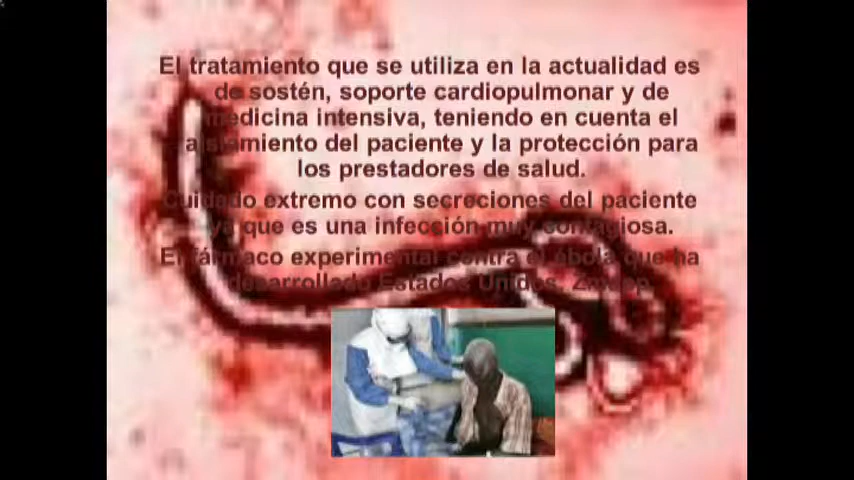 El tratamiento que se utiliza en la actualidad es
de sostén, soporte cardiopulmonar y de
medicina intensiva, teniendo en cuenta el
aislamiento del paciente y la protección para
los prestadores de salud.
Cuidado extremo con secreciones del paciente
ya que es una infección muy contagiosa.
El fármaco experimental contra el ébola que ha
desarrollado Estados Unidos,